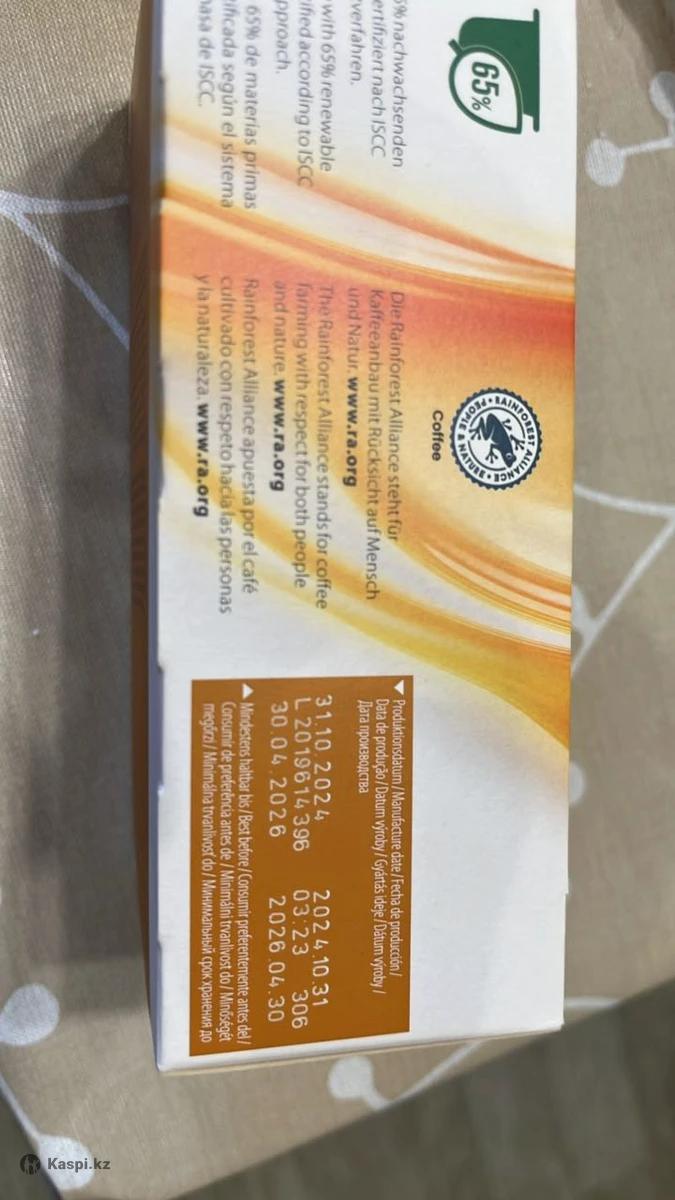 65%
5% nachwachsenden
ertifiziert nach ISCC
verfahren.
with 65% renewable
ified according to ISCC
pproach.
65% de materias primas
ificada según el sistema
masa de ISCC.
RAINFOREST ALLIANCE
PEOPLE & NATURE
Coffee
Die Rainforest Alliance steht für
Kaffeeanbau mit Rücksicht auf Mensch
und Natur. www.ra.org
The Rainforest Alliance stands for coffee
farming with respect for both people
and nature. www.ra.org
Rainforest Alliance apuesta por el café
cultivado con respeto hacia las personas
y la naturaleza. www.ra.org
Produktionsdatum / Manufacture date / Fecha de producción /
Data de produção / Datum výroby / Gyártás ideje / Dátum výroby /
Дата производства
31.10.2024 2024.10.31
L 2019614396 03:23 306
30.04.2026 2026.04.30
Mindestens haltbar bis / Best before / Consumir preferentemente antes del /
Consumir de preferência antes de / Minimální trvanlivost do / Minőségét
megőrzi / Minimálna trvanlivosť do / Минимальный срок хранения до
Kaspi.kz